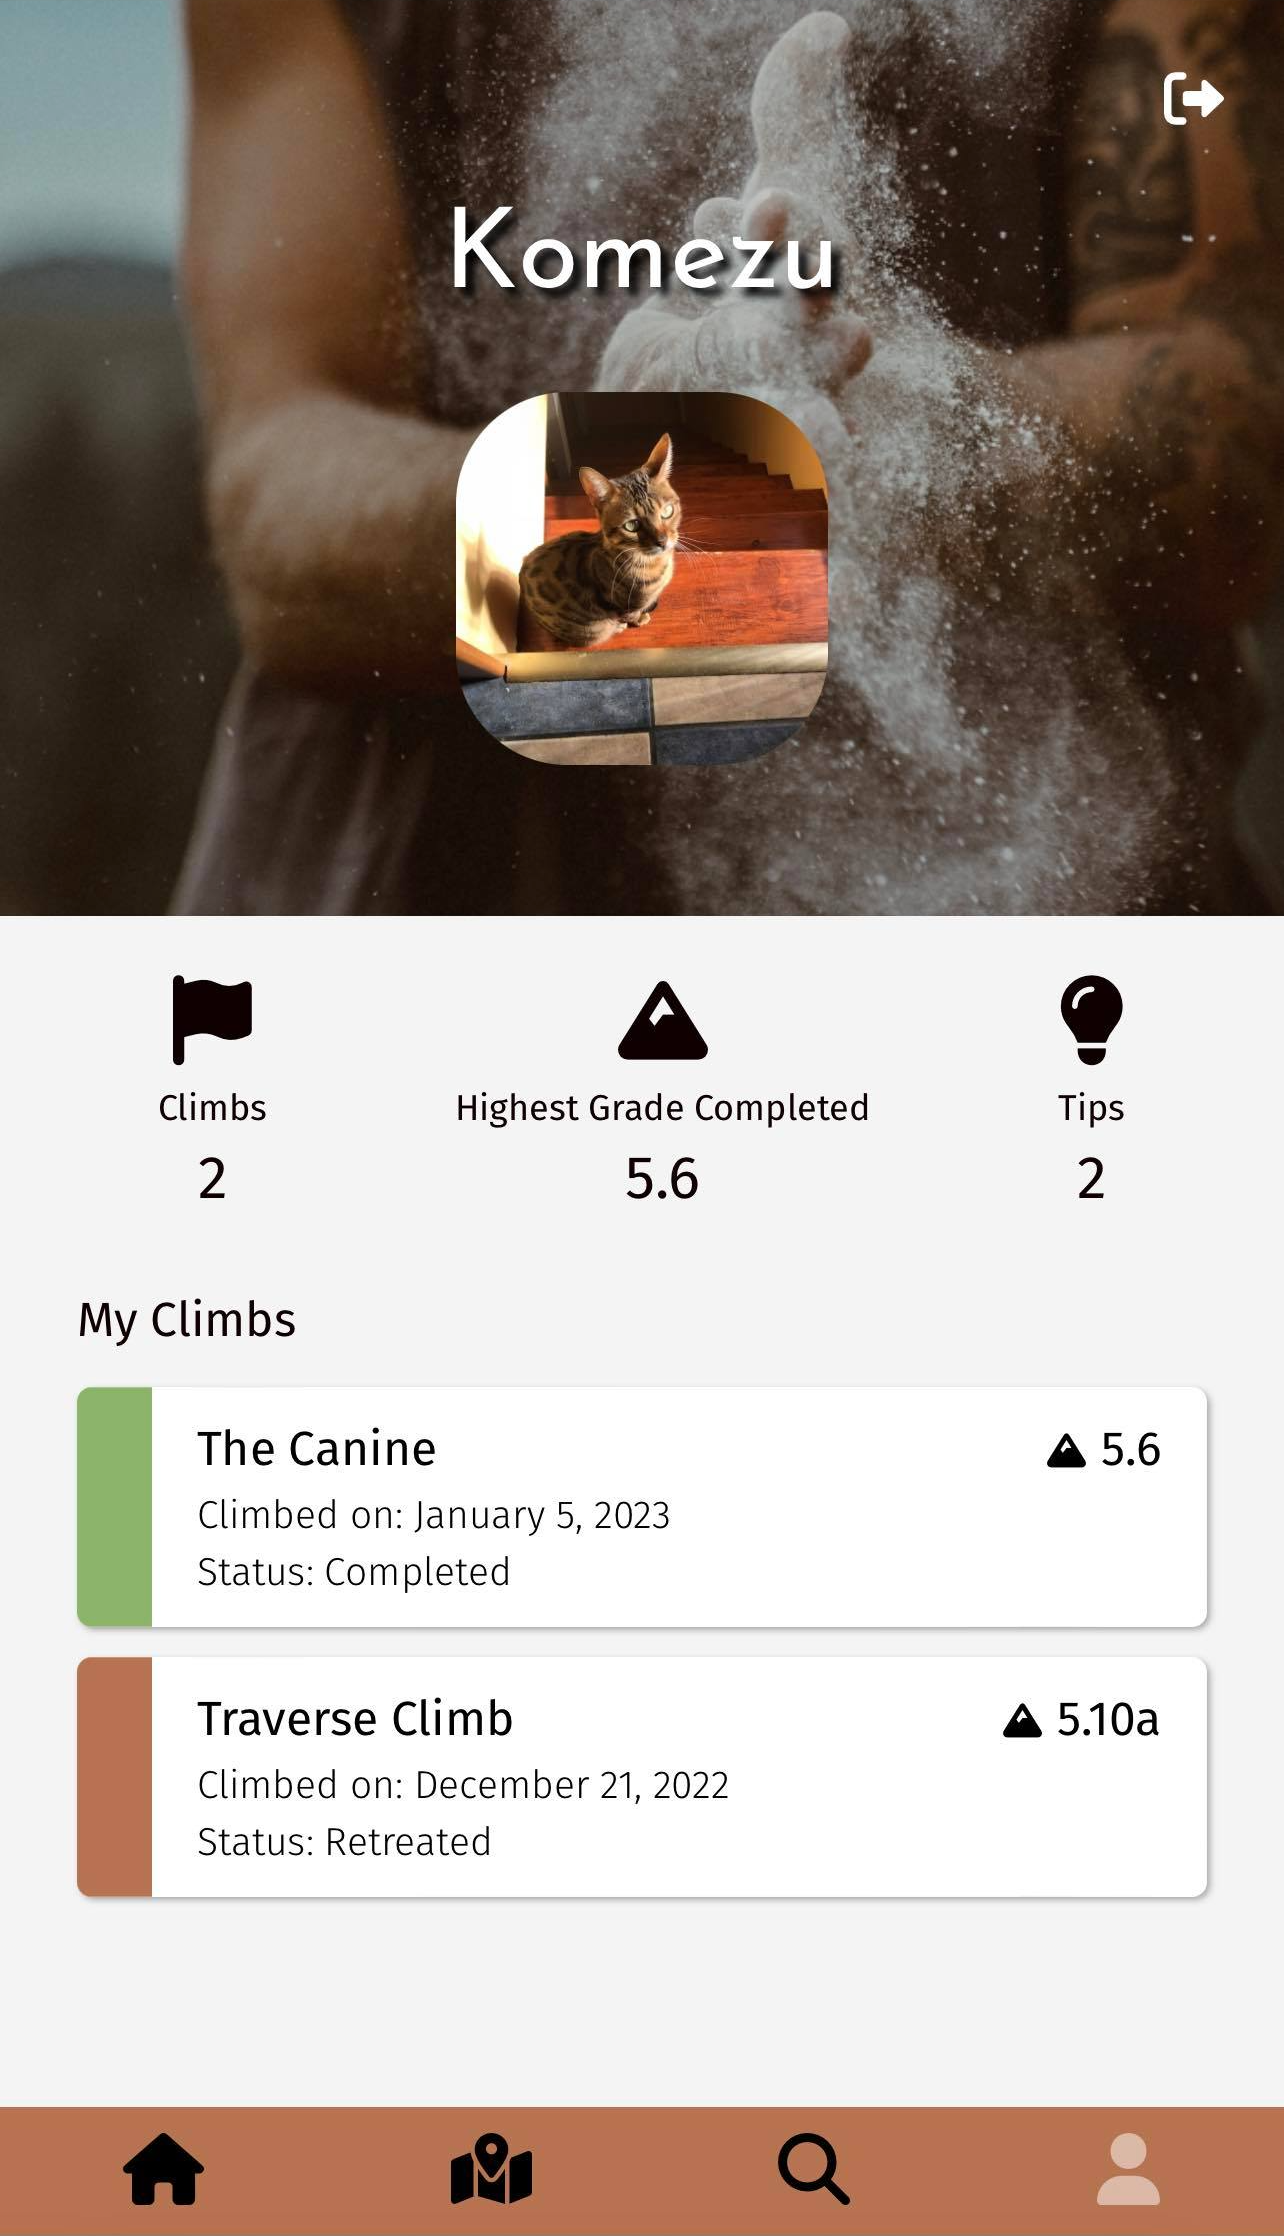 Komezu
Climbs
2
Highest Grade Completed
5.6
Tips
2
My Climbs
The Canine
5.6
Climbed on: January 5, 2023
Status: Completed
Traverse Climb
5.10a
Climbed on: December 21, 2022
Status: Retreated